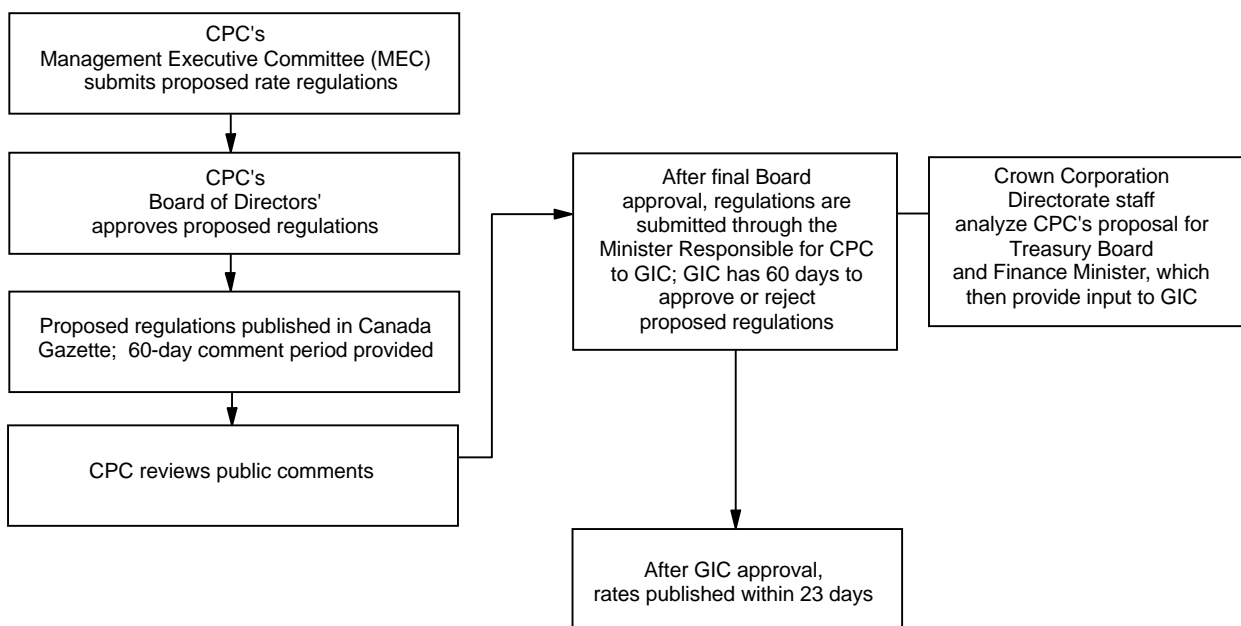 CPC's
Management Executive Committee (MEC)
submits proposed rate regulations
CPC's
Board of Directors'
approves proposed regulations
Proposed regulations published in Canada
Gazette; 60-day comment period provided
CPC reviews public comments
After final Board
approval, regulations are
submitted through the
Minister Responsible for CPC
to GIC; GIC has 60 days to
approve or reject
proposed regulations
Crown Corporation
Directorate staff
analyze CPC's proposal for
Treasury Board
and Finance Minister, which
then provide input to GIC
After GIC approval,
rates published within 23 days